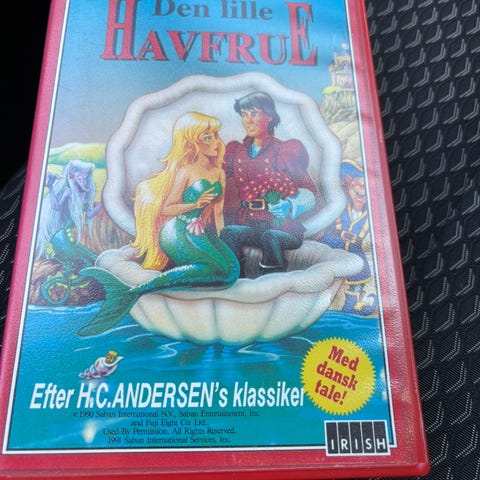 Den lille
HAVFRUE
Med
dansk
tale!
Efter H.C.ANDERSEN's klassiker
© 1990 Saban International N.V., Saban Entertainment, Inc.
and Fuji Eight Co. Ltd..
Used By Permission. All Rights Reserved.
1991 Saban International Services, Inc.
IRISH